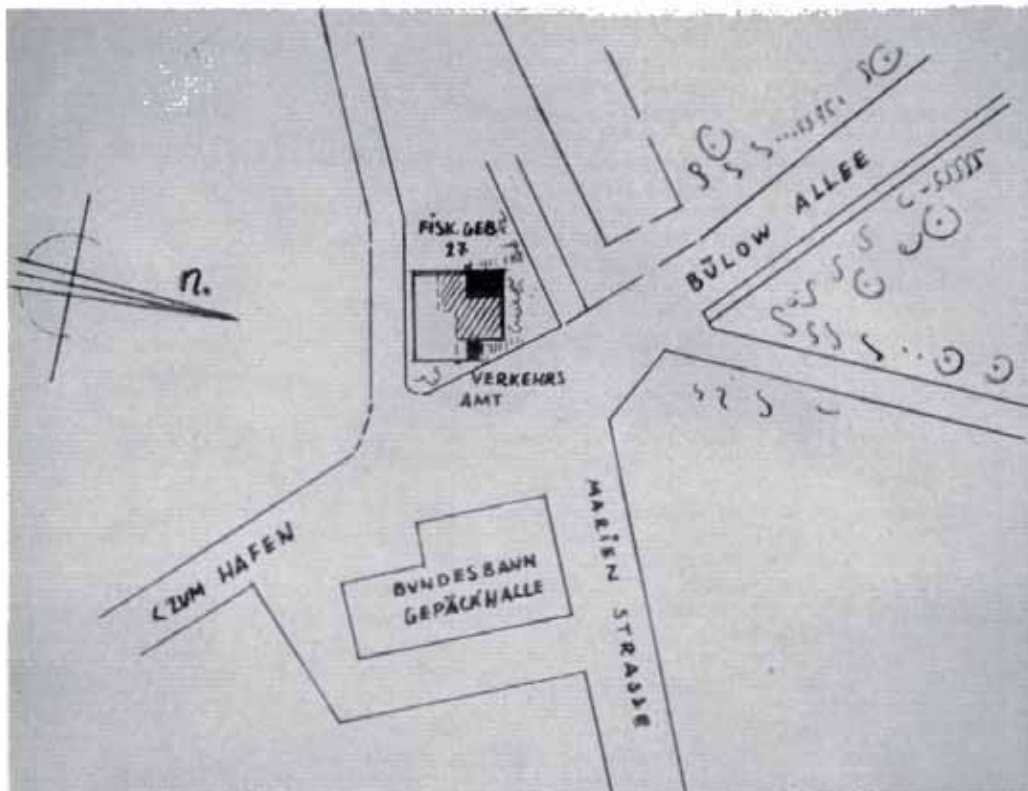 FISK. GEB.
27
n.
BÜLOW ALLEE
VERKEHRS
AMT
< ZUM HAFEN
BUNDESBAHN
GEPÄCKHALLE
MARIEN STRASSE